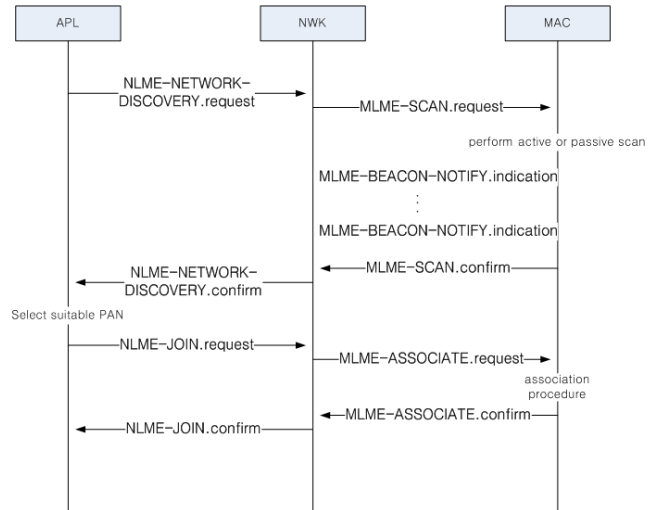 APL
NWK
MAC
NLME-NETWORK-
DISCOVERY.request
MLME-SCAN.request
perform active or passive scan
MLME-BEACON-NOTIFY.indication
MLME-BEACON-NOTIFY.indication
MLME-SCAN.confirm
NLME-NETWORK-
DISCOVERY.confirm
Select suitable PAN
NLME-JOIN.request
MLME-ASSOCIATE.request
association
procedure
MLME-ASSOCIATE.confirm
NLME-JOIN.confirm